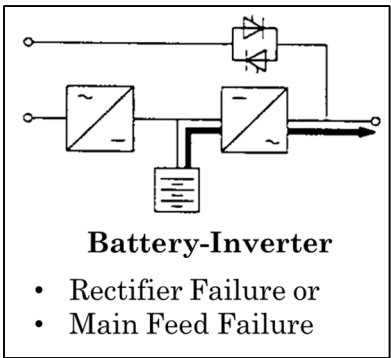 Battery-Inverter
• Rectifier Failure or
• Main Feed Failure